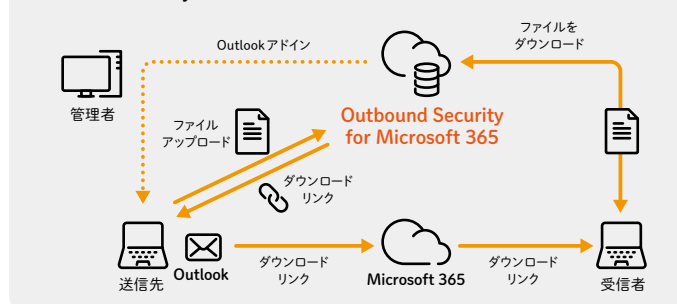 Outlookアドイン
ファイルを
ダウンロード
管理者
Outbound Security
for Microsoft 365
ファイル
アップロード
ダウンロード
リンク
送信先
Outlook
ダウンロード
リンク
Microsoft 365
ダウンロード
リンク
受信者